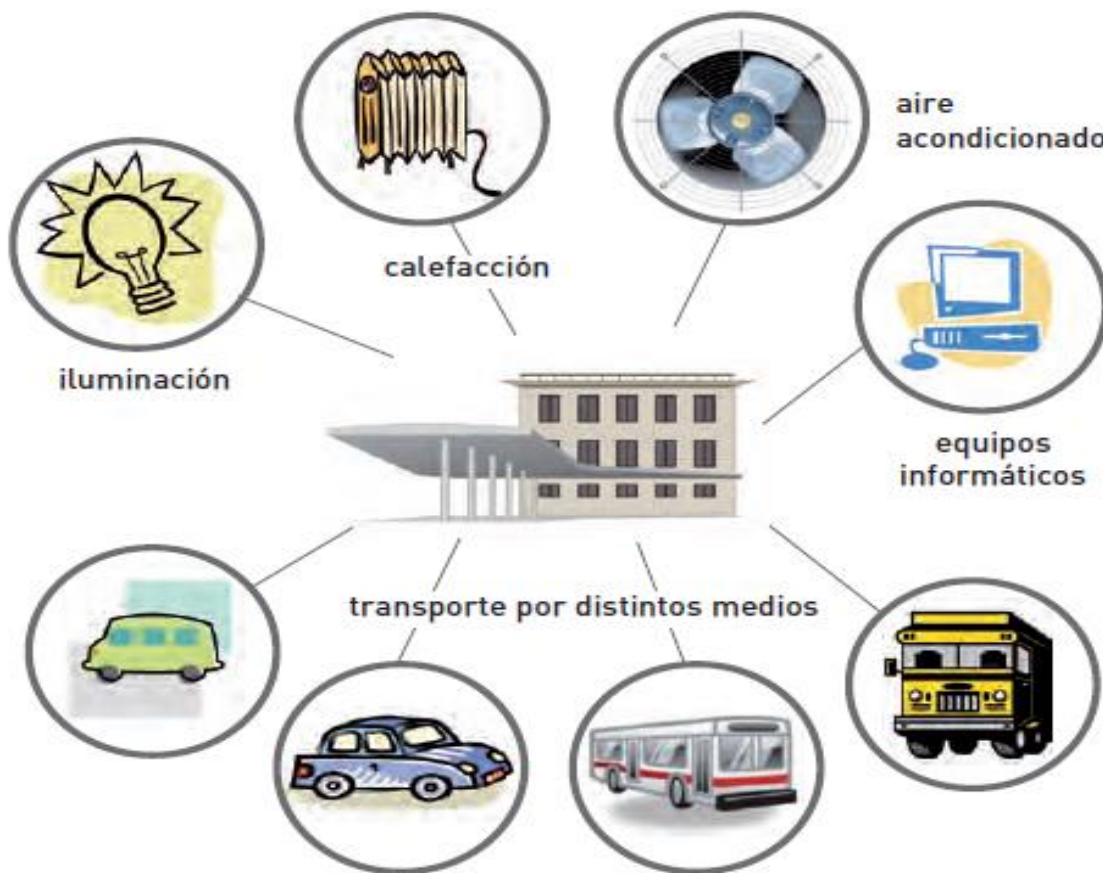 aire
acondicionado
calefacción
iluminación
equipos
informáticos
transporte por distintos medios